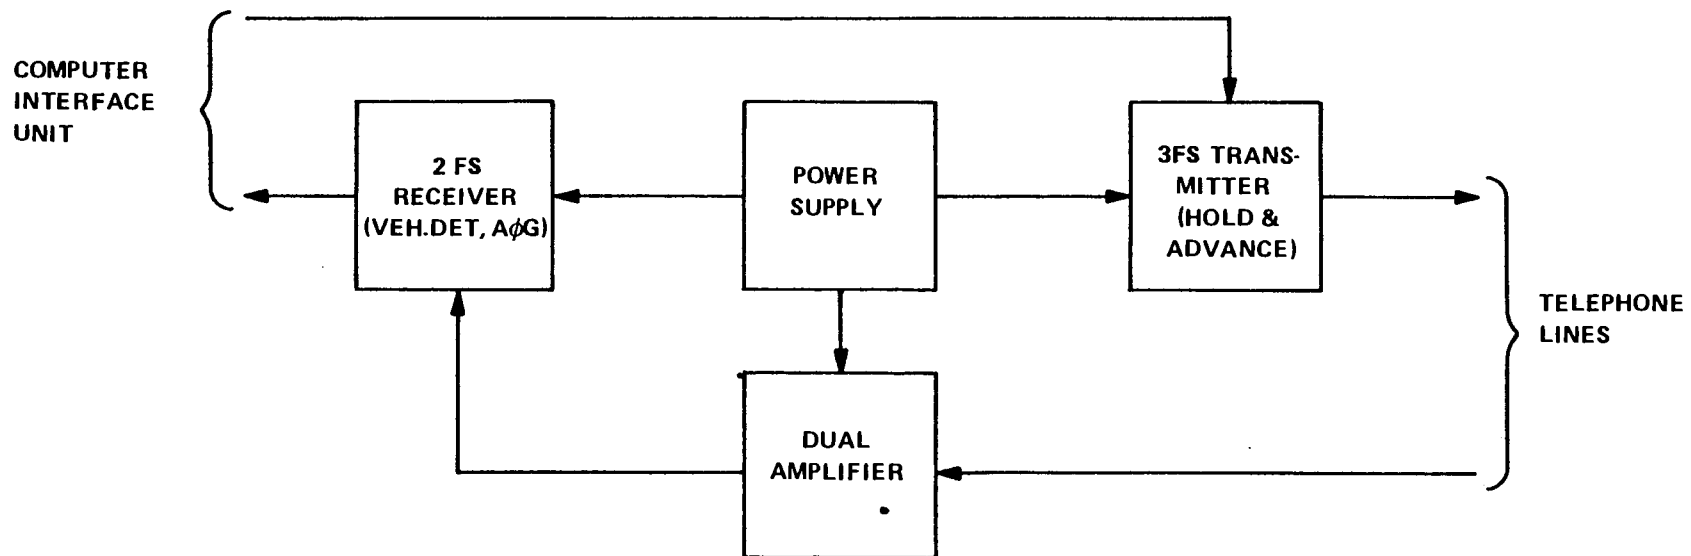 COMPUTER
INTERFACE
UNIT
2 FS
RECEIVER
(VEH.DET, AϕG)
POWER
SUPPLY
3FS TRANS-
MITTER
(HOLD &
ADVANCE)
TELEPHONE
LINES
DUAL
AMPLIFIER